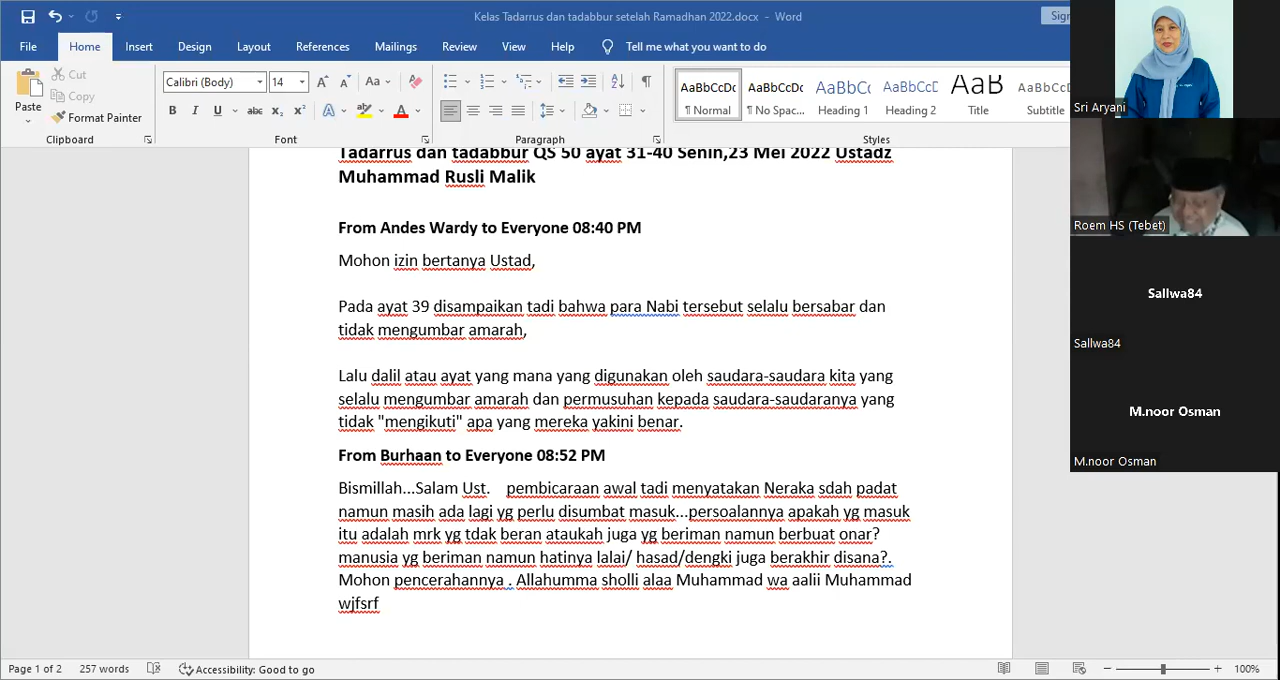 Kelas Tadarrus dan tadabbur setelah Ramadhan 2022.docx - Word
Sign
File Home Insert Design Layout References Mailings Review View Help Tell me what you want to do
Cut
Copy
Paste
Format Painter
Calibri (Body) 14
AaBbCcDc AaBbCcDc AaBbCc AaBbCcD AaB AaBbCcD
¶ Normal ¶ No Spac... Heading 1 Heading 2 Title Subtitle
Clipboard Font Paragraph Styles
Tadarrus dan tadabbur QS 50 ayat 31-40 Senin,23 Mei 2022 Ustadz
Muhammad Rusli Malik
From Andes Wardy to Everyone 08:40 PM
Mohon izin bertanya Ustad,
Pada ayat 39 disampaikan tadi bahwa para Nabi tersebut selalu bersabar dan
tidak mengumbar amarah,
Lalu dalil atau ayat yang mana yang digunakan oleh saudara-saudara kita yang
selalu mengumbar amarah dan permusuhan kepada saudara-saudaranya yang
tidak "mengikuti" apa yang mereka yakini benar.
From Burhaan to Everyone 08:52 PM
Bismillah...Salam Ust. pembicaraan awal tadi menyatakan Neraka sdah padat
namun masih ada lagi yg perlu disumbat masuk...persoalannya apakah yg masuk
itu adalah mrk yg tdak beran ataukah juga yg beriman namun berbuat onar?
manusia yg beriman namun hatinya lalai/ hasad/dengki juga berakhir disana?.
Mohon pencerahannya . Allahumma sholli alaa Muhammad wa aalii Muhammad
wjfsrf
Page 1 of 2 257 words Accessibility: Good to go 100%
Sri Aryani
Roem HS (Tebet)
Sallwa84
Sallwa84
M.noor Osman
M.noor Osman